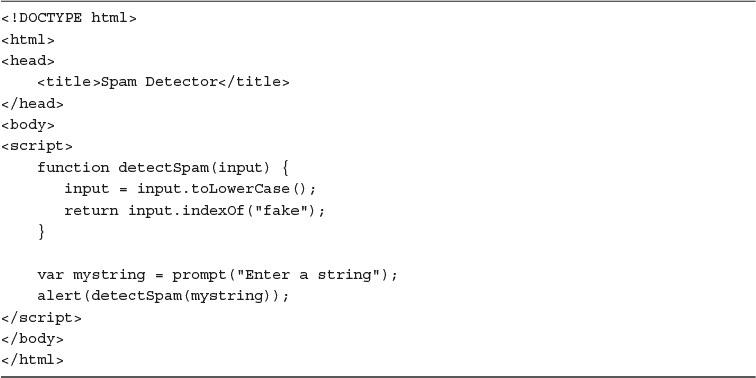 <!DOCTYPE html>
<html>
<head>
    <title>Spam Detector</title>
</head>
<body>
<script>
    function detectSpam(input) {
       input = input.toLowerCase();
       return input.indexOf("fake");
    }

    var mystring = prompt("Enter a string");
    alert(detectSpam(mystring));
</script>
</body>
</html>